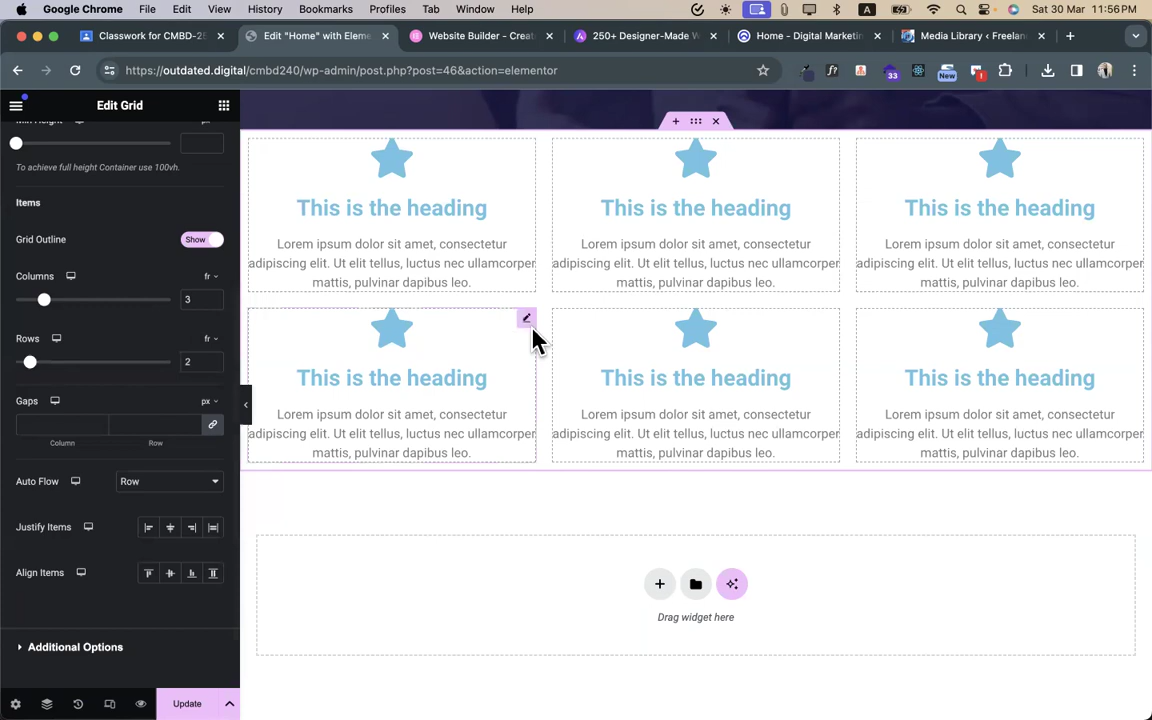 Google Chrome File Edit View History Bookmarks Profiles Tab Window Help A Sat 30 Mar 11:56 PM
Classwork for CMBD-25 Edit "Home" with Eleme Website Builder - Creat 250+ Designer-Made W Home - Digital Marketin Media Library ‹ Freelan
https://outdated.digital/cmbd240/wp-admin/post.php?post=46&action=elementor
33
New
Edit Grid
Min Height
px
To achieve full height Container use 100vh.
Items
Grid Outline Show
Columns fr
3
Rows fr
2
Gaps px
Column Row
Auto Flow Row
Justify Items
Align Items
Additional Options
Update
This is the heading
Lorem ipsum dolor sit amet, consectetur
adipiscing elit. Ut elit tellus, luctus nec ullamcorper
mattis, pulvinar dapibus leo.
This is the heading
Lorem ipsum dolor sit amet, consectetur
adipiscing elit. Ut elit tellus, luctus nec ullamcorper
mattis, pulvinar dapibus leo.
This is the heading
Lorem ipsum dolor sit amet, consectetur
adipiscing elit. Ut elit tellus, luctus nec ullamcorper
mattis, pulvinar dapibus leo.
This is the heading
Lorem ipsum dolor sit amet, consectetur
adipiscing elit. Ut elit tellus, luctus nec ullamcorper
mattis, pulvinar dapibus leo.
This is the heading
Lorem ipsum dolor sit amet, consectetur
adipiscing elit. Ut elit tellus, luctus nec ullamcorper
mattis, pulvinar dapibus leo.
This is the heading
Lorem ipsum dolor sit amet, consectetur
adipiscing elit. Ut elit tellus, luctus nec ullamcorper
mattis, pulvinar dapibus leo.
Drag widget here